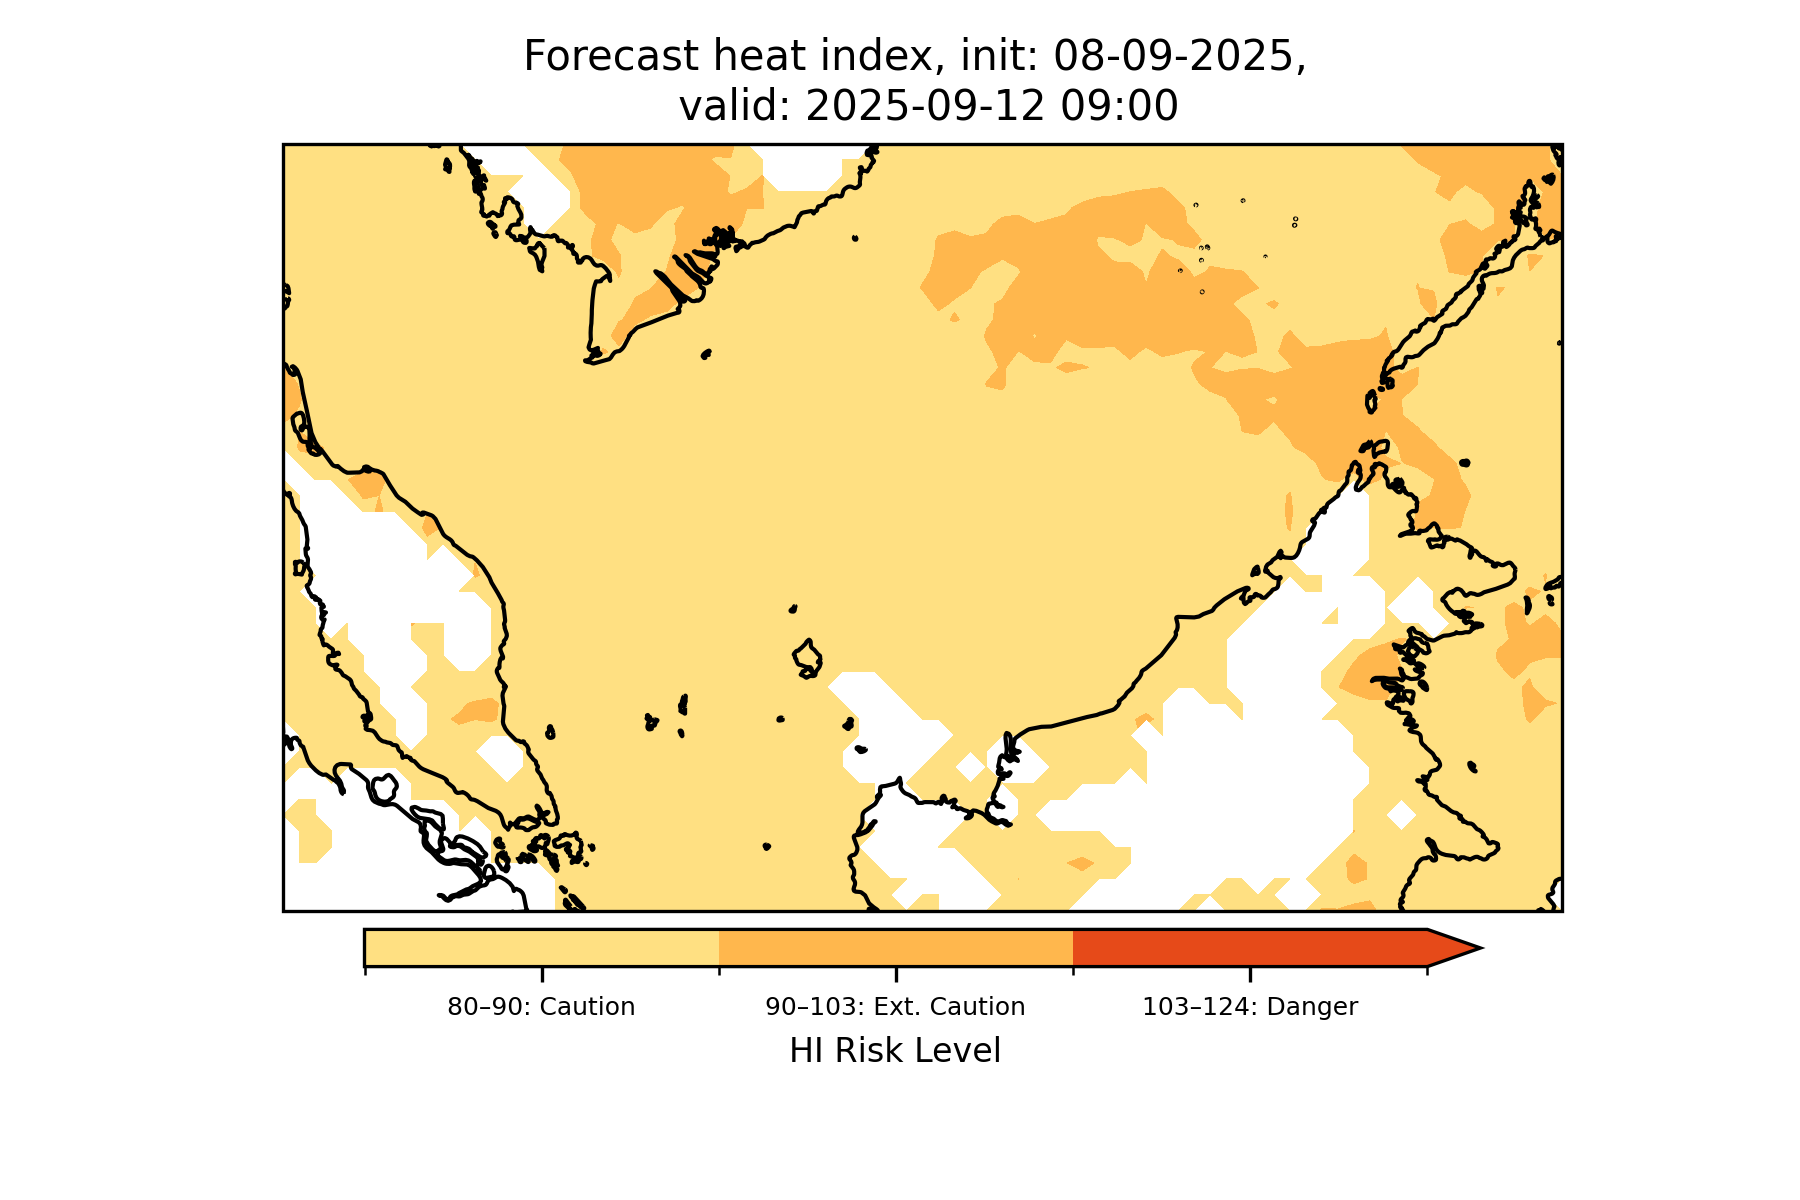 Forecast heat index, init: 08-09-2025,
valid: 2025-09-12 09:00
80–90: Caution
90–103: Ext. Caution
103–124: Danger
HI Risk Level